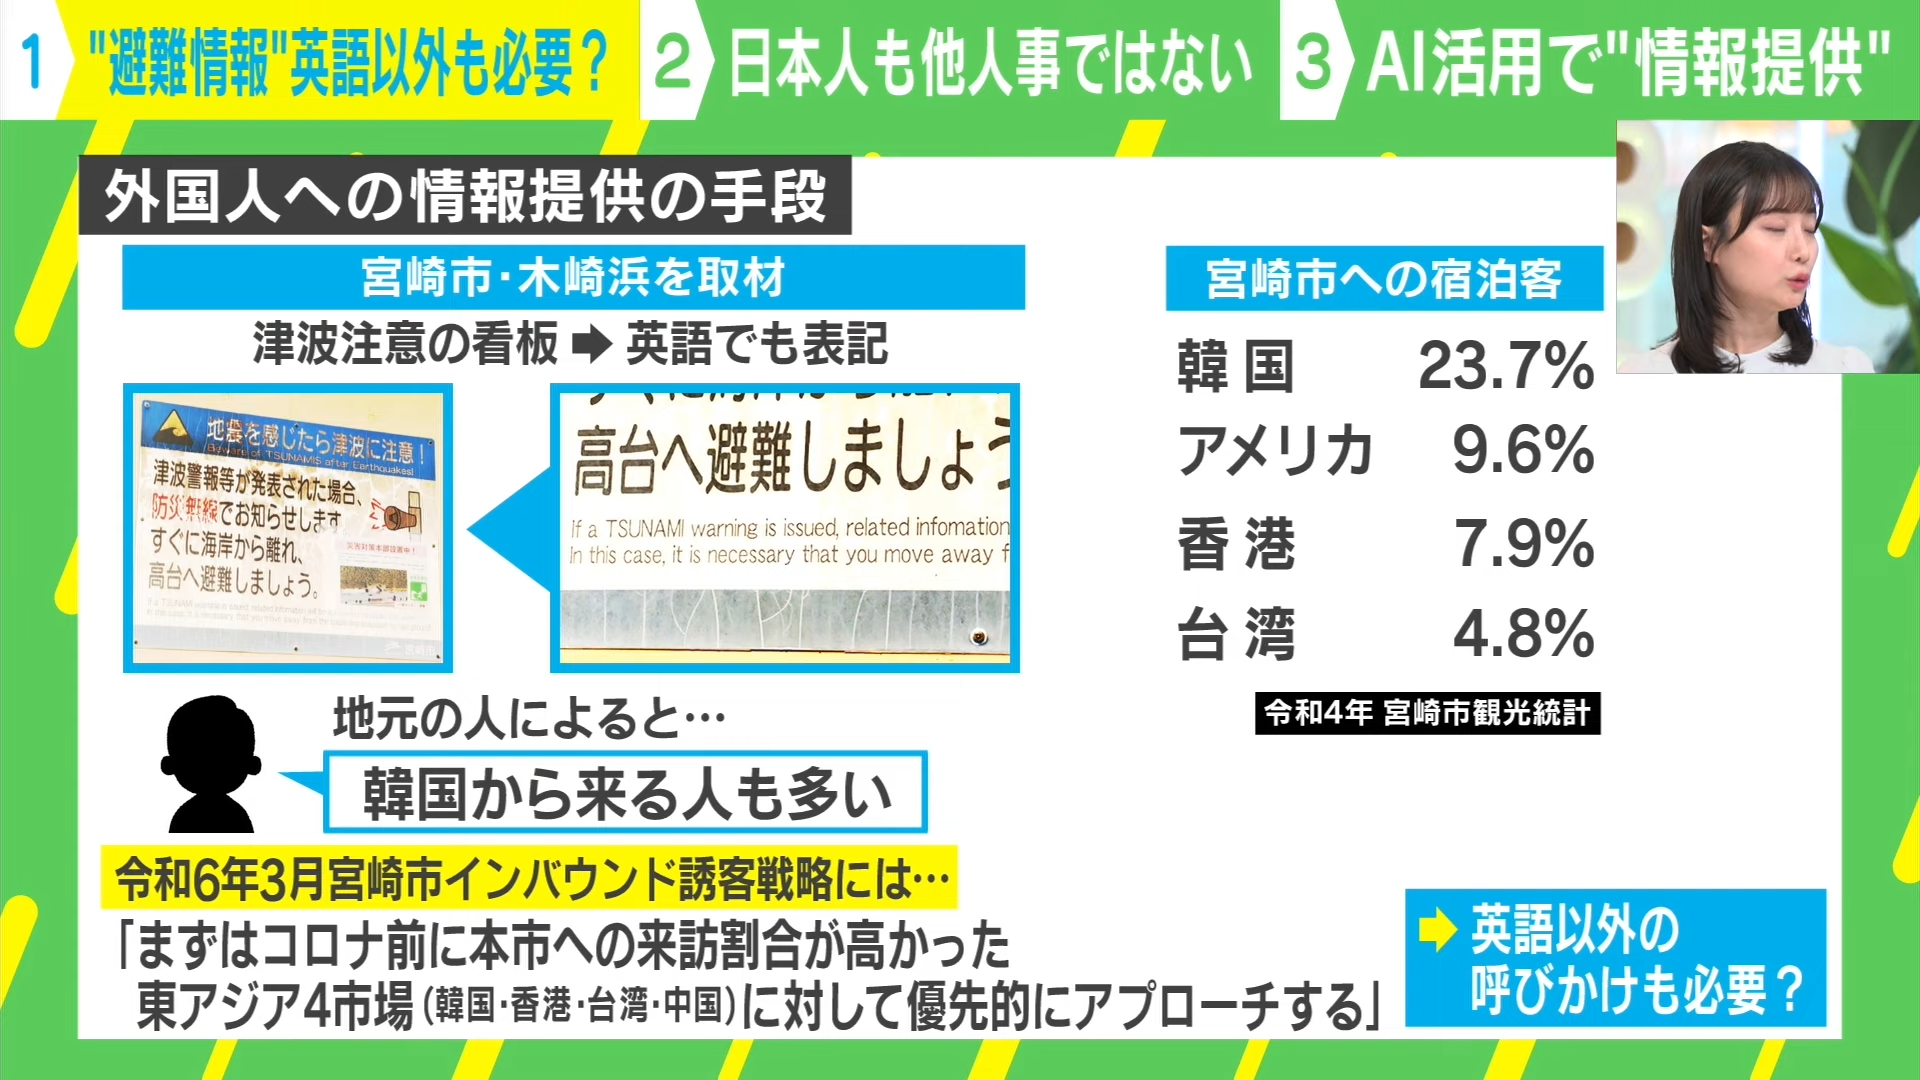 1 "避難情報"英語以外も必要？
2 日本人も他人事ではない
3 AI活用で"情報提供"
外国人への情報提供の手段
宮崎市・木崎浜を取材
津波注意の看板➡英語でも表記
地震を感じたら津波に注意！
Beware of TSUNAMIS after Earthquakes!
津波警報等が発表された場合、
防災無線でお知らせします
すぐに海岸から離れ、
高台へ避難しましょう。
宮崎市
高台へ避難しましょう
If a TSUNAMI warning is issued, related infomation
In this case, it is necessary that you move away f
地元の人によると…
韓国から来る人も多い
宮崎市への宿泊客
韓国 23.7%
アメリカ 9.6%
香港 7.9%
台湾 4.8%
令和4年 宮崎市観光統計
令和6年3月宮崎市インバウンド誘客戦略には…
「まずはコロナ前に本市への来訪割合が高かった
東アジア4市場(韓国・香港・台湾・中国)に対して優先的にアプローチする」
➡英語以外の
呼びかけも必要？